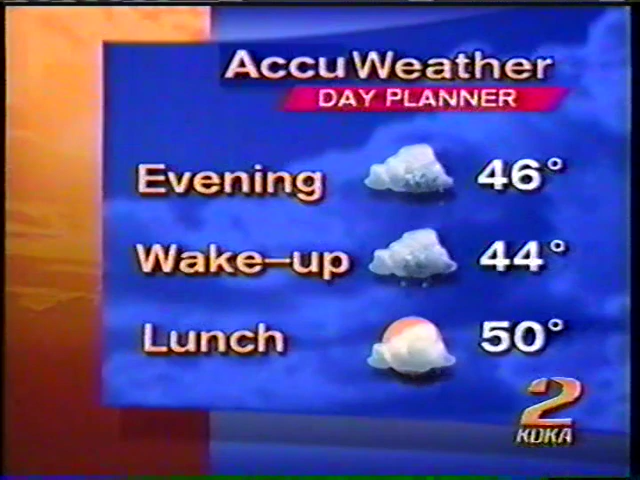 AccuWeather
DAY PLANNER
Evening 46°
Wake-up 44°
Lunch 50°
2
KDKA